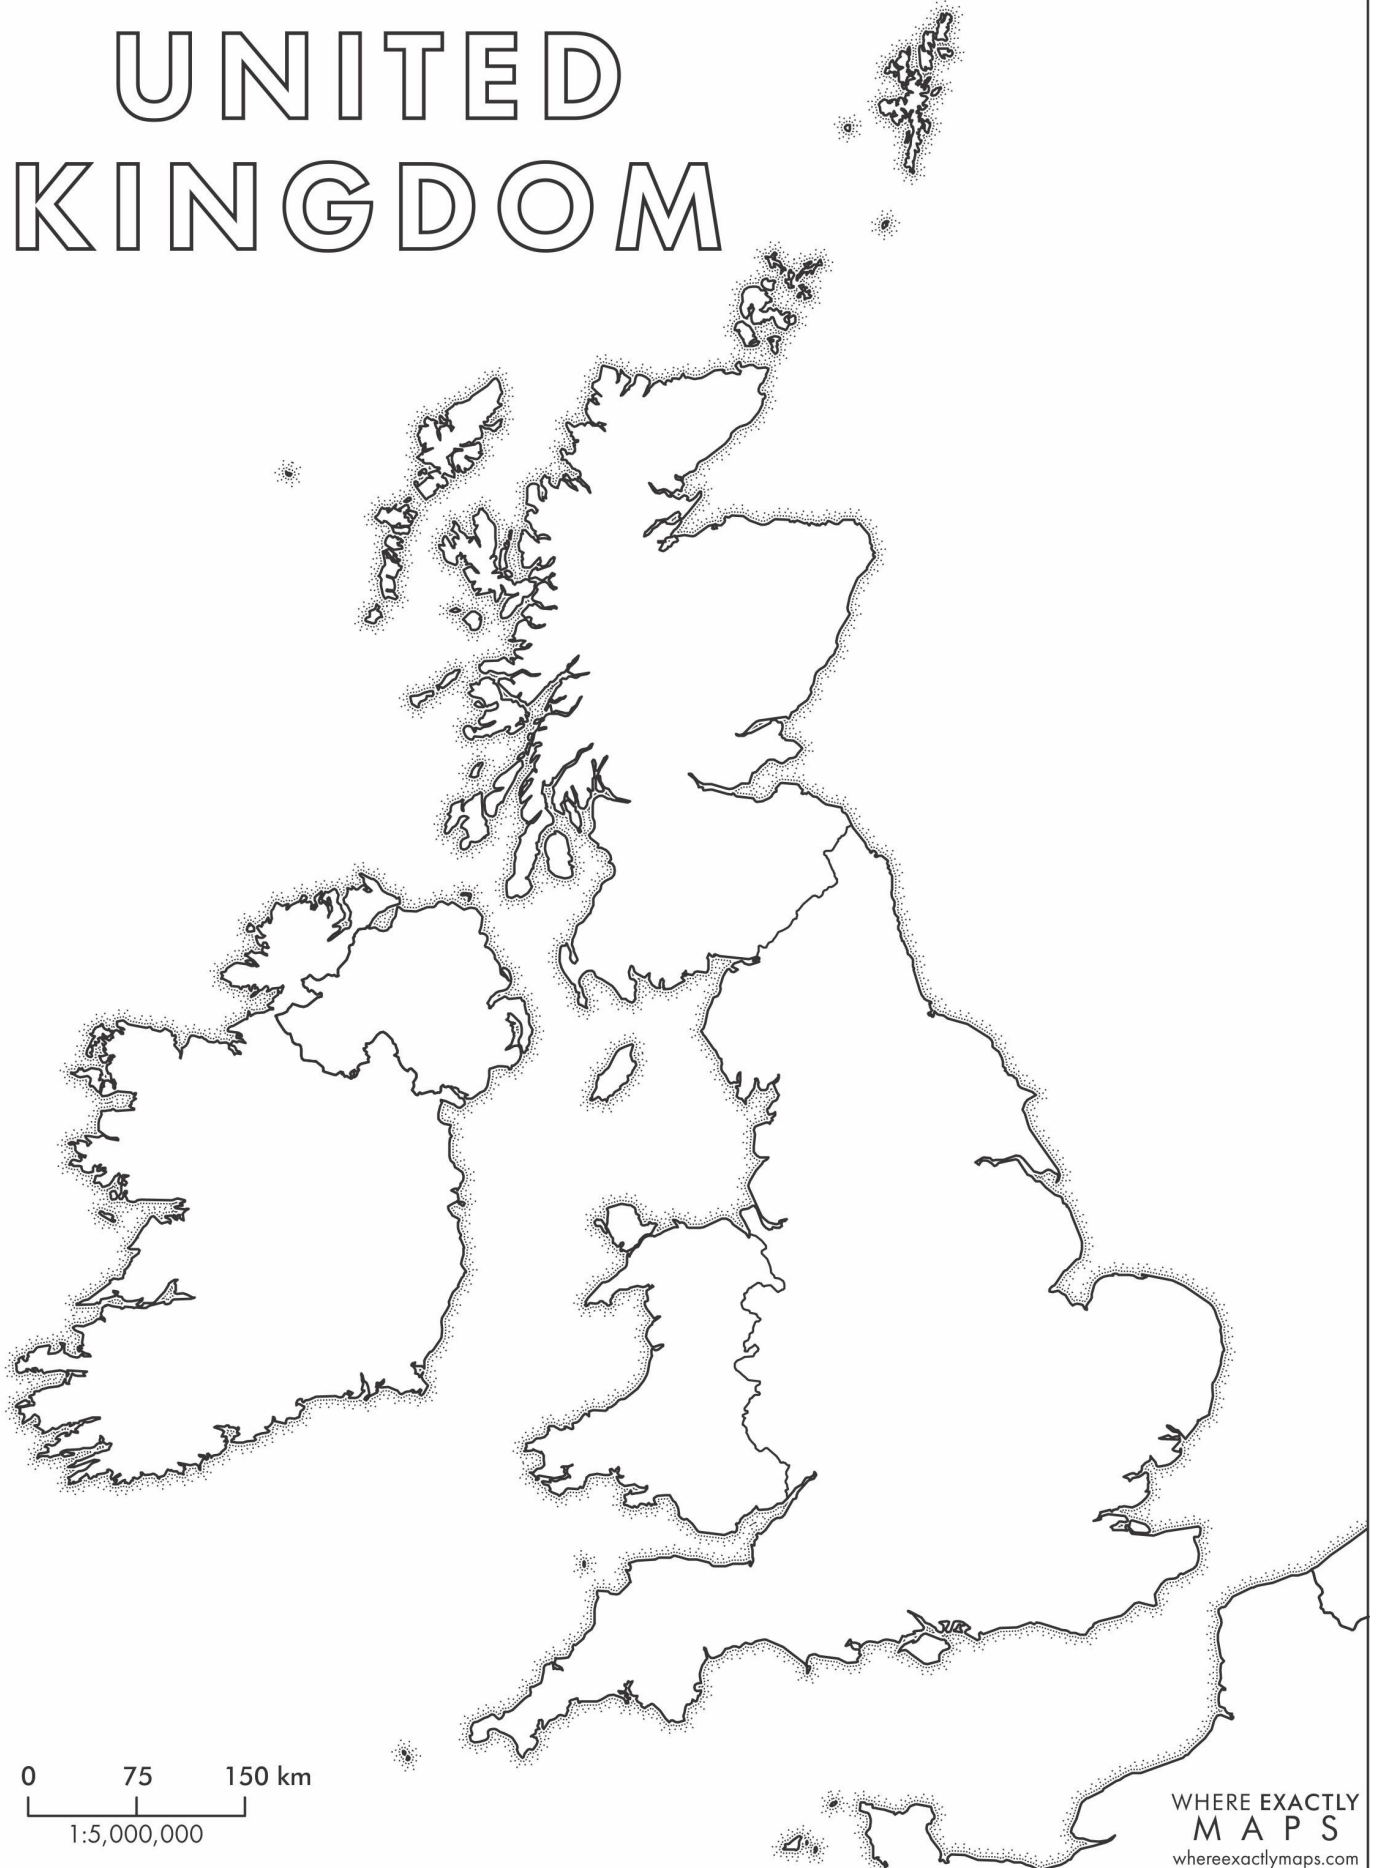 UNITED
KINGDOM
0 75 150 km
1:5,000,000
WHERE EXACTLY
MAPS
whereexactlymaps.com